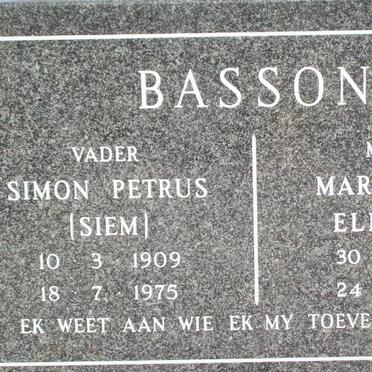 BASSON
VADER
SIMON PETRUS
(SIEM)
10 3 1909
18 7 1975
MAR
30
24
EK WEET AAN WIE EK MY TOEVE